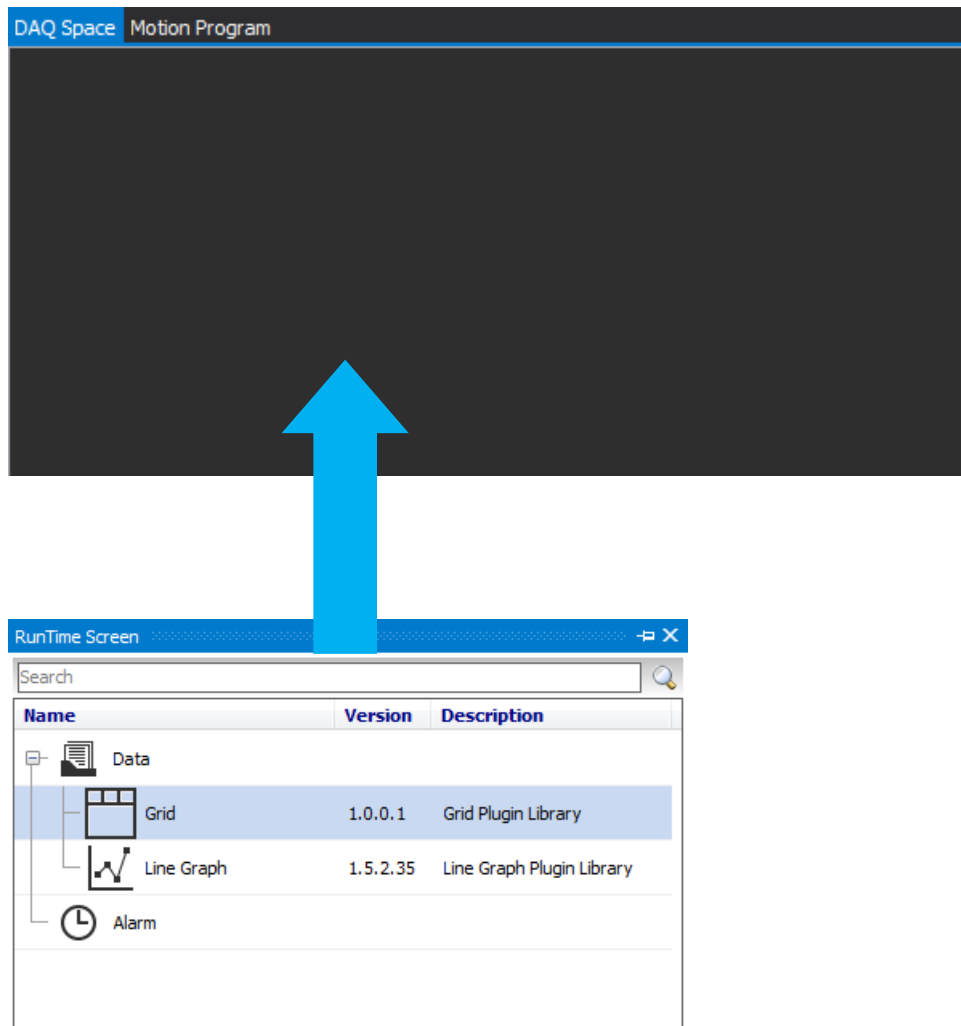 DAQ Space Motion Program
RunTime Screen
Search
Name Version Description
Data
Grid 1.0.0.1 Grid Plugin Library
Line Graph 1.5.2.35 Line Graph Plugin Library
Alarm